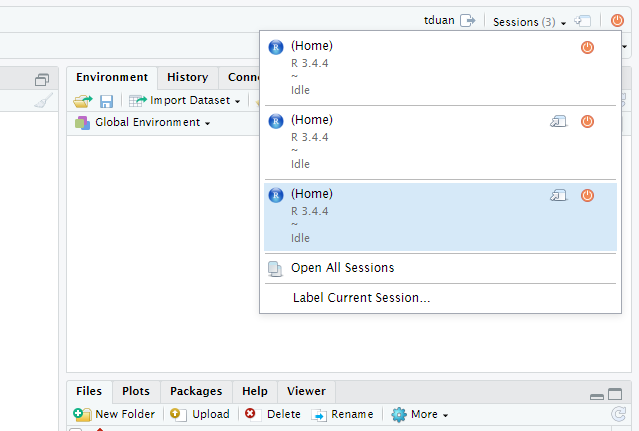 tduan Sessions (3)
Environment History Conn
Import Dataset
Global Environment
(Home)
R 3.4.4
~
Idle
(Home)
R 3.4.4
~
Idle
(Home)
R 3.4.4
~
Idle
Open All Sessions
Label Current Session...
Files Plots Packages Help Viewer
New Folder Upload Delete Rename More